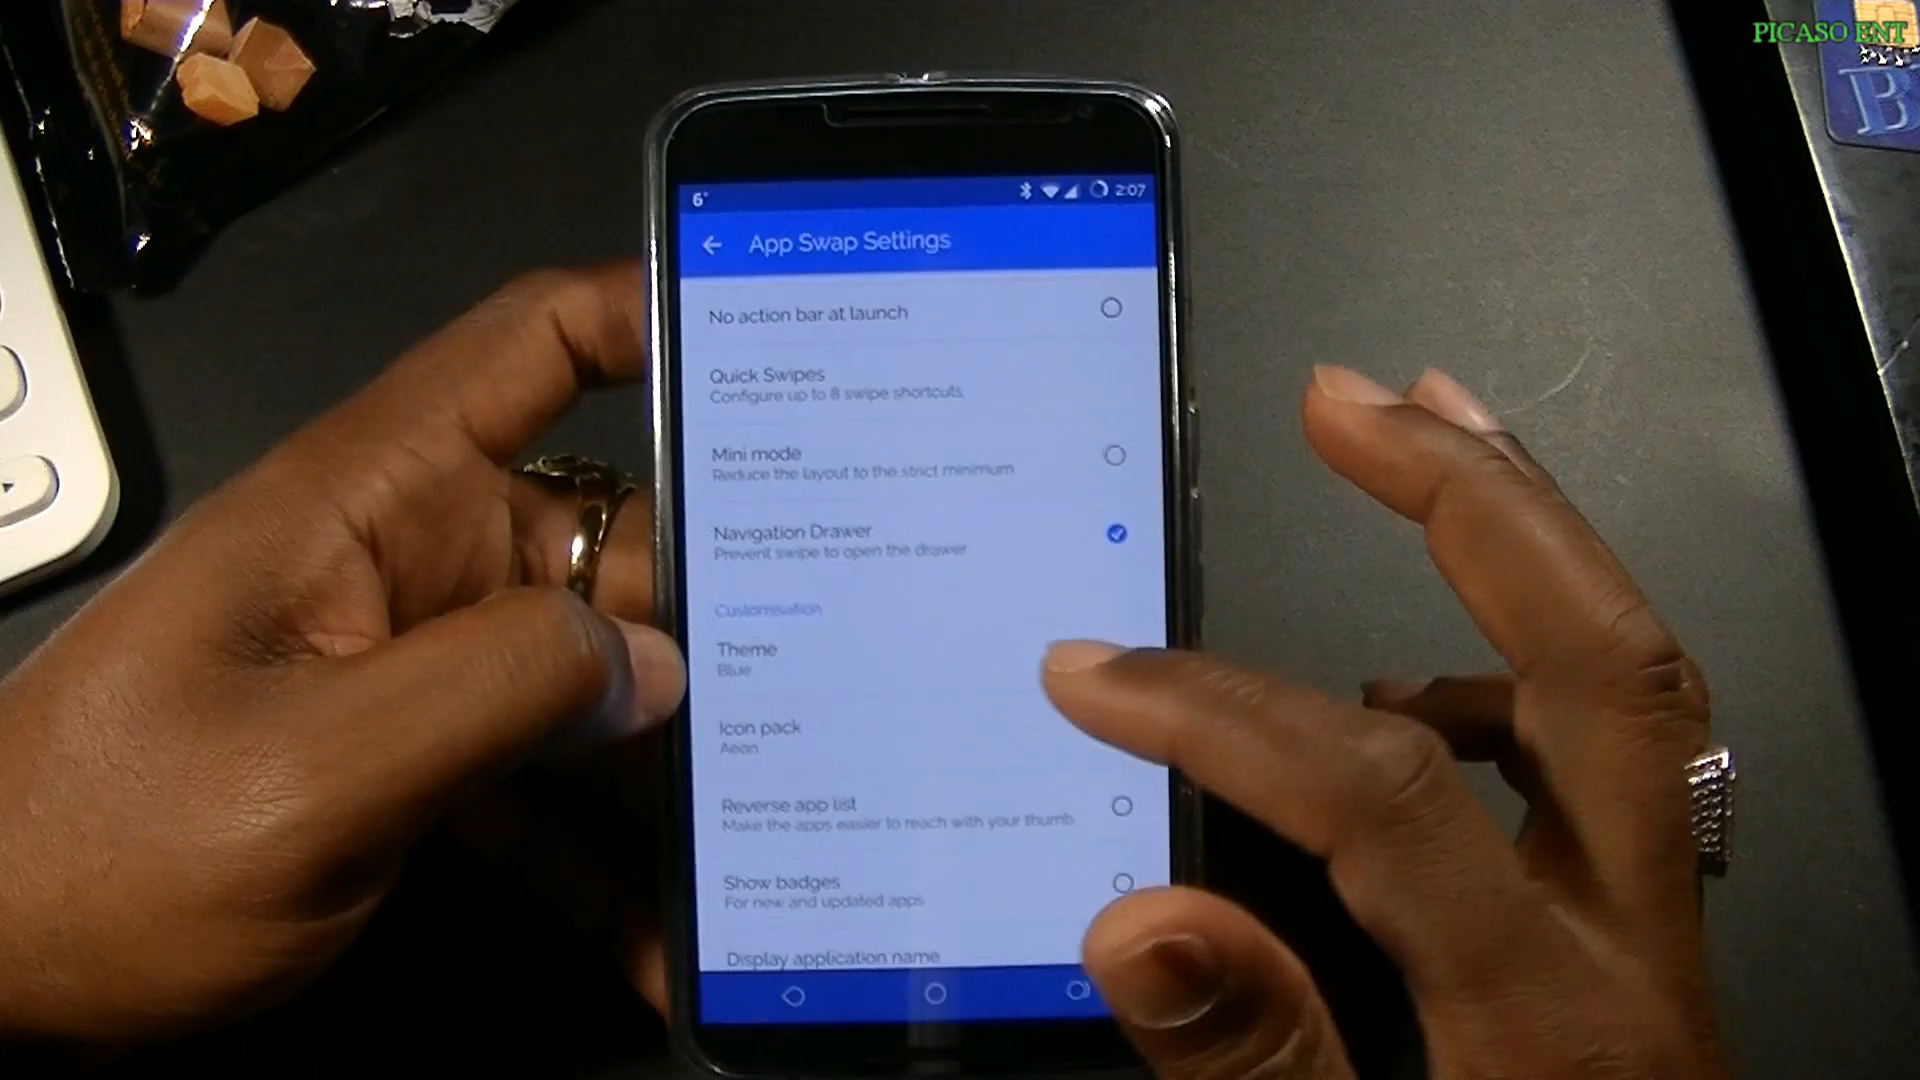 PICASO ENT
B
6°
2:07
App Swap Settings
No action bar at launch
Quick Swipes
Configure up to 8 swipe shortcuts
Mini mode
Reduce the layout to the strict minimum
Navigation Drawer
Prevent swipe to open the drawer
Customisation
Theme
Blue
Icon pack
Aeon
Reverse app list
Make the apps easier to reach with your thumb
Show badges
For new and updated apps
Display application name